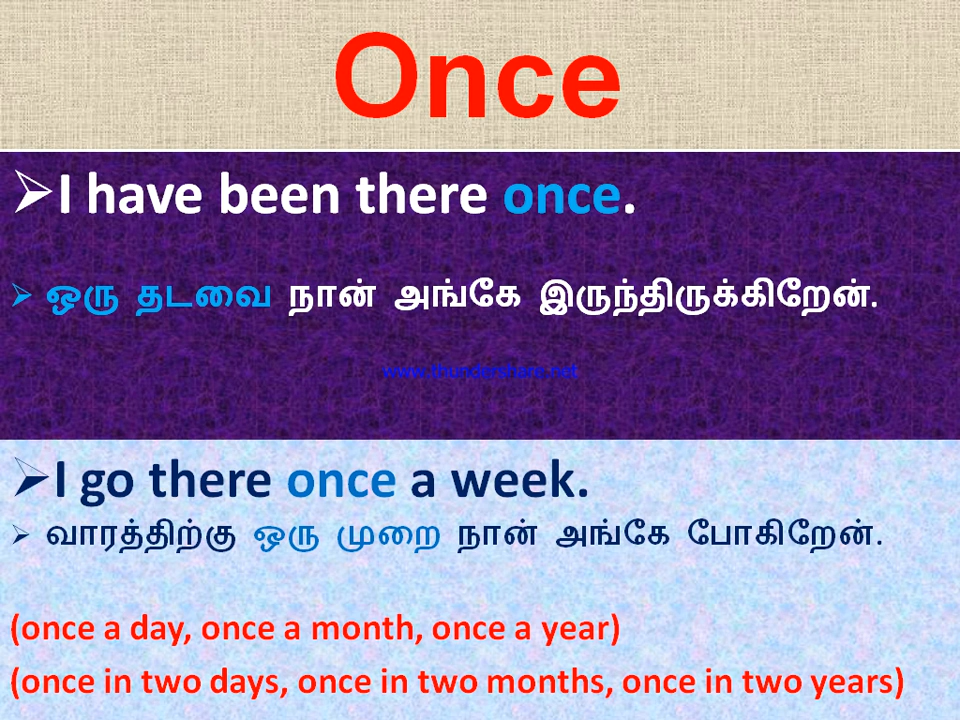 Once
➢I have been there once.
➢ ஒரு தடவை நான் அங்கே இருந்திருக்கிறேன்.
www.thundershare.net
➢I go there once a week.
➢ வாரத்திற்கு ஒரு முறை நான் அங்கே போகிறேன்.
(once a day, once a month, once a year)
(once in two days, once in two months, once in two years)